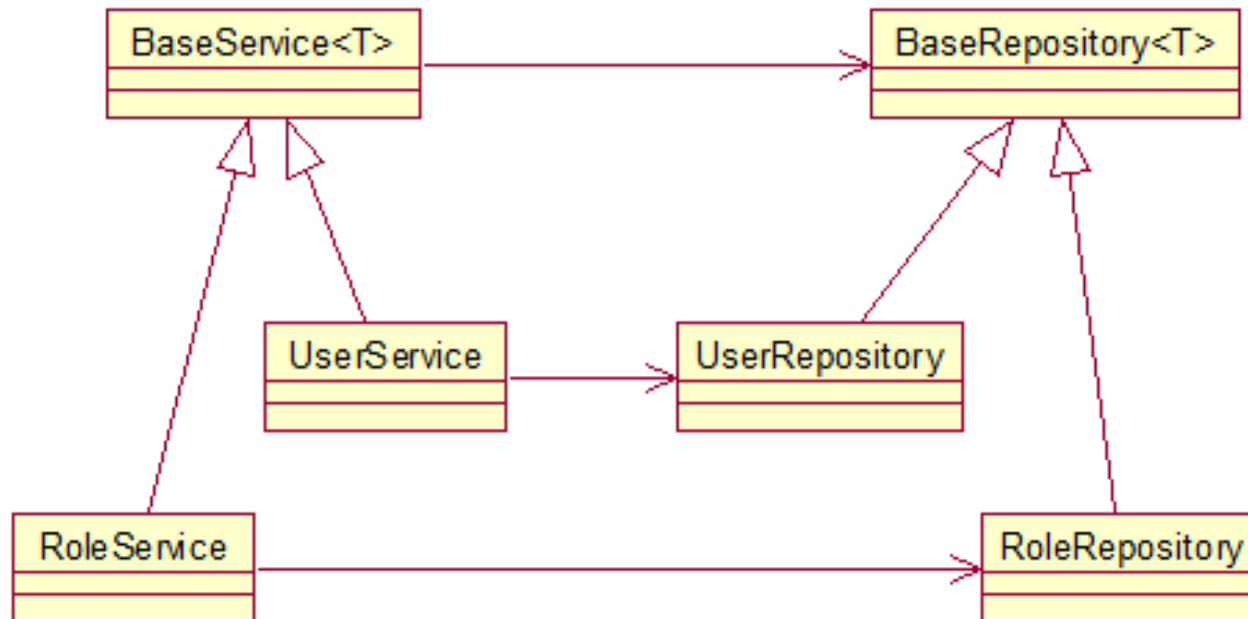 BaseService<T>
BaseRepository<T>
UserService
UserRepository
RoleService
RoleRepository